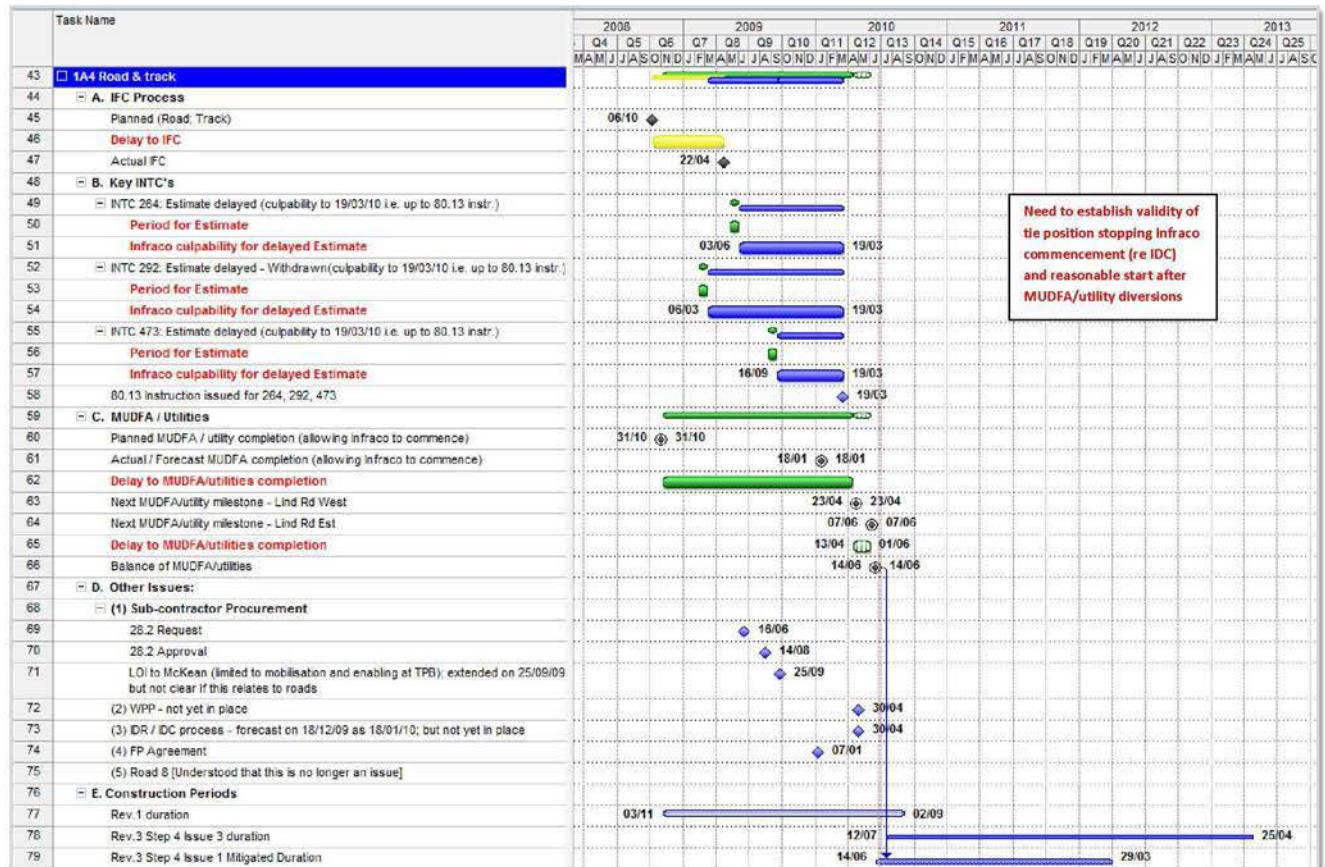 Task Name
2008 2009 2010 2011 2012 2013
Q4 Q5 Q6 Q7 Q8 Q9 Q10 Q11 Q12 Q13 Q14 Q15 Q16 Q17 Q18 Q19 Q20 Q21 Q22 Q23 Q24 Q25
M A M J J A S O N D J F M A M J J A S O N D J F M A M J J A S O N D J F M A M J J A S O N D J F M A M J J A S O N D J F M A M J J A S O
43 1A4 Road & track
44 A. IFC Process
45 Planned (Road; Track) 06/10
46 Delay to IFC
47 Actual IFC 22/04
48 B. Key INTC's
49 INTC 264: Estimate delayed (culpability to 19/03/10 i.e. up to 80.13 instr.)
50 Period for Estimate
51 Infraco culpability for delayed Estimate 03/06 19/03
52 INTC 292: Estimate delayed - Withdrawn(culpability to 19/03/10 i.e. up to 80.13 instr.)
53 Period for Estimate
54 Infraco culpability for delayed Estimate 06/03 19/03
55 INTC 473: Estimate delayed (culpability to 19/03/10 i.e. up to 80.13 instr.)
56 Period for Estimate
57 Infraco culpability for delayed Estimate 16/09 19/03
58 80.13 Instruction issued for 264, 292, 473 19/03
59 C. MUDFA / Utilities
60 Planned MUDFA / utility completion (allowing Infraco to commence) 31/10 31/10
61 Actual / Forecast MUDFA completion (allowing Infraco to commence) 18/01 18/01
62 Delay to MUDFA/utilities completion
63 Next MUDFA/utility milestone - Lind Rd West 23/04 23/04
64 Next MUDFA/utility milestone - Lind Rd Est 07/06 07/06
65 Delay to MUDFA/utilities completion 13/04 01/06
66 Balance of MUDFA/utilities 14/06 14/06
67 D. Other Issues:
68 (1) Sub-contractor Procurement
69 28.2 Request 16/06
70 28.2 Approval 14/08
71 LOI to McKean (limited to mobilisation and enabling at TPB); extended on 25/09/09 25/09
but not clear if this relates to roads
72 (2) WPP - not yet in place 30/04
73 (3) IDR / IDC process - forecast on 18/12/09 as 18/01/10; but not yet in place 30/04
74 (4) FP Agreement 07/01
75 (5) Road 8 [Understood that this is no longer an issue]
76 E. Construction Periods
77 Rev.1 duration 03/11 02/09
78 Rev.3 Step 4 Issue 3 duration 12/07 25/04
79 Rev.3 Step 4 Issue 1 Mitigated Duration 14/06 29/03
Need to establish validity of
tie position stopping Infraco
commencement (re IDC)
and reasonable start after
MUDFA/utility diversions